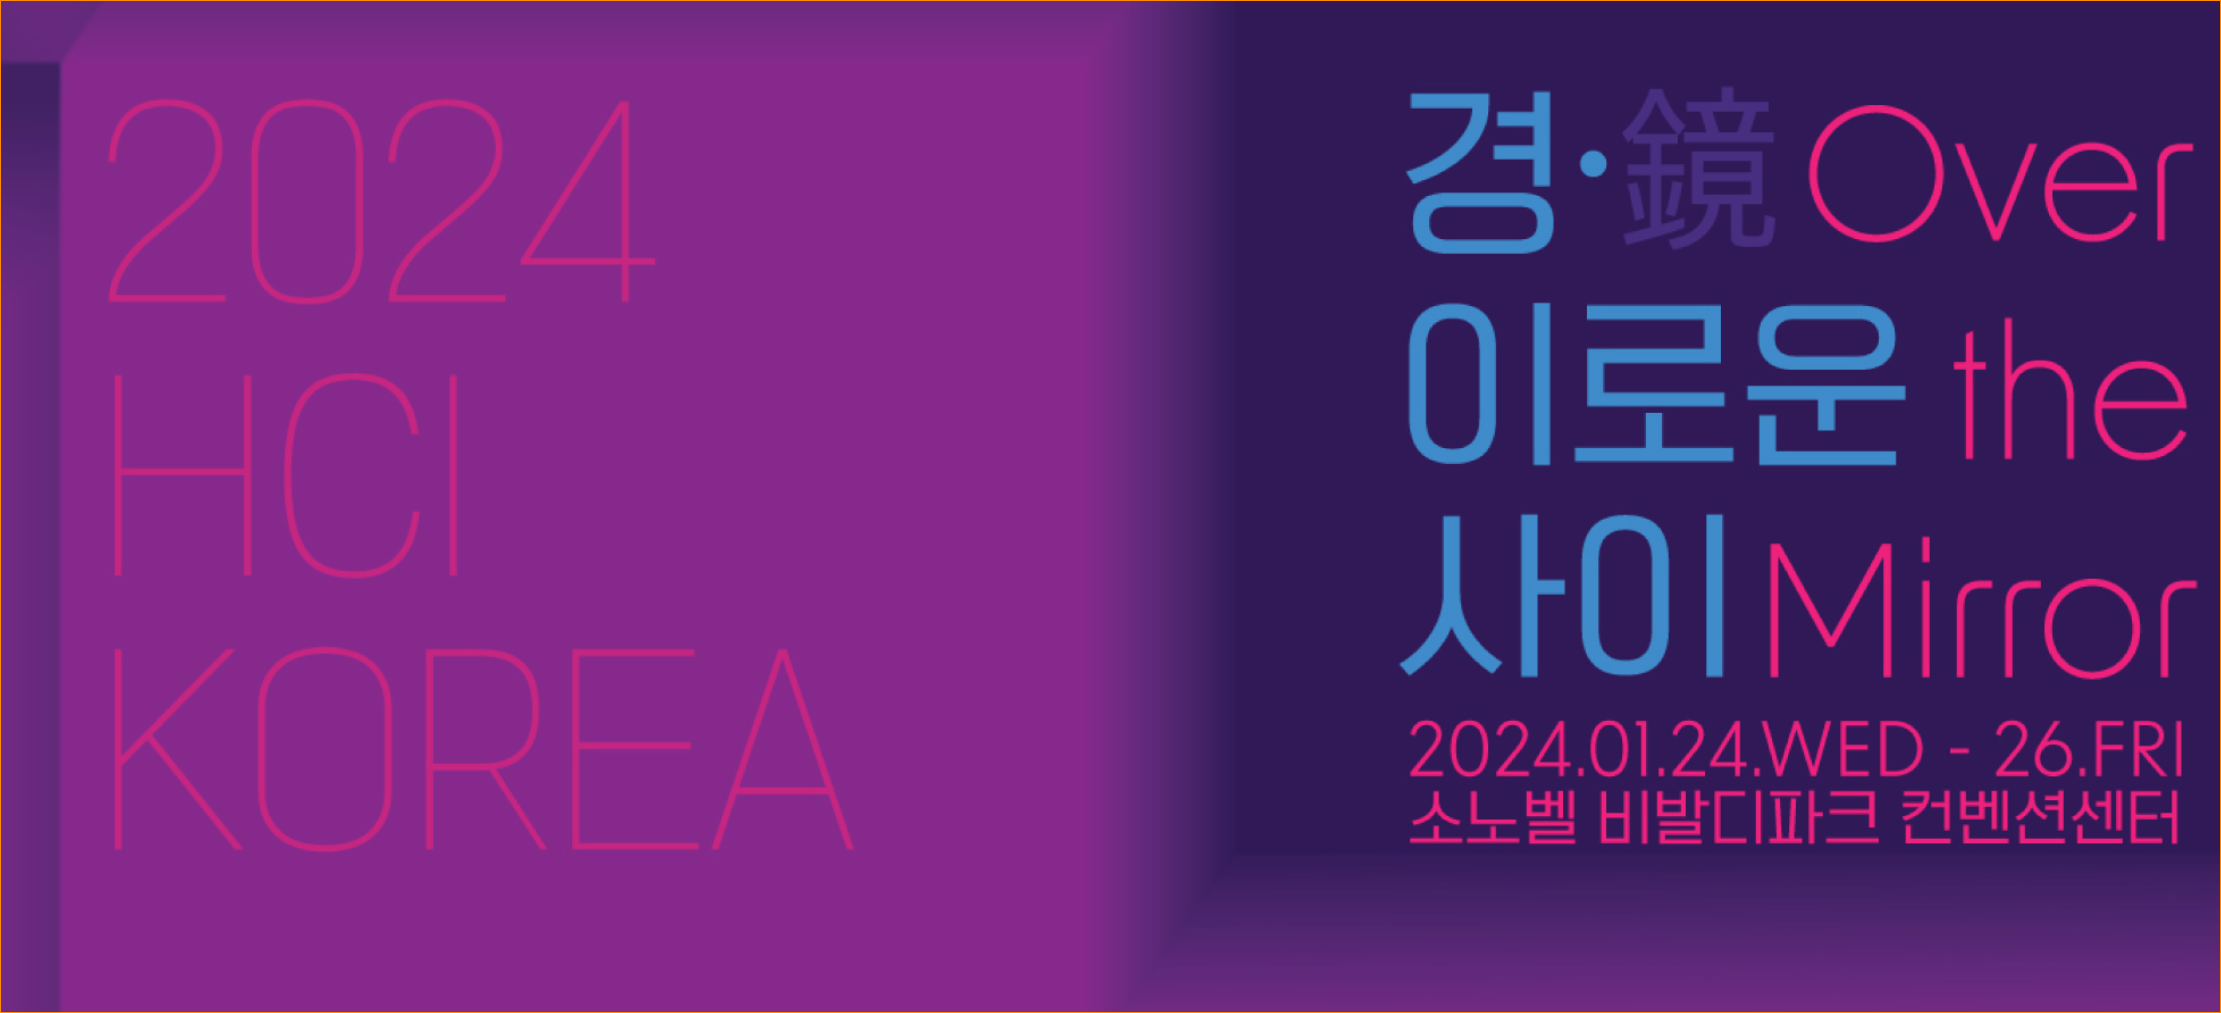 2024
HCI
KOREA
경·鏡 Over
이로운 the
사이 Mirror
2024.01.24.WED - 26.FRI
소노벨 비발디파크 컨벤션센터